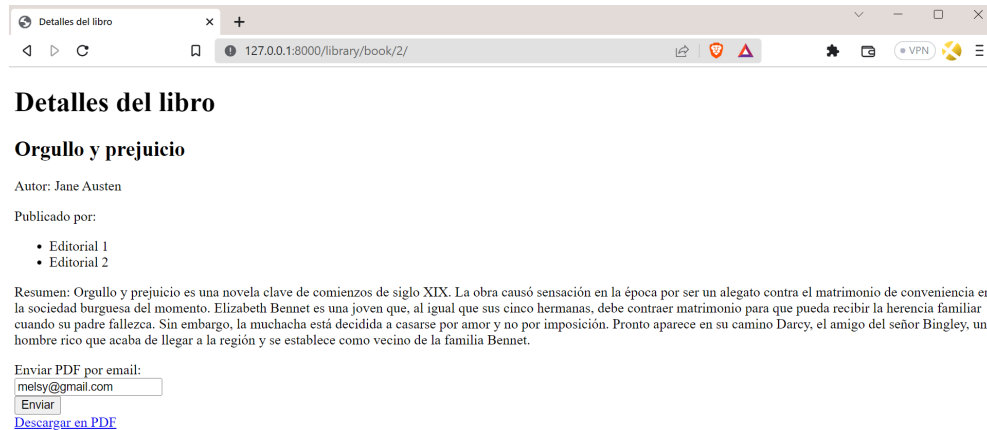 Detalles del libro
127.0.0.1:8000/library/book/2/
VPN
Detalles del libro
Orgullo y prejuicio
Autor: Jane Austen
Publicado por:
• Editorial 1
• Editorial 2
Resumen: Orgullo y prejuicio es una novela clave de comienzos de siglo XIX. La obra causó sensación en la época por ser un alegato contra el matrimonio de conveniencia en
la sociedad burguesa del momento. Elizabeth Bennet es una joven que, al igual que sus cinco hermanas, debe contraer matrimonio para que pueda recibir la herencia familiar
cuando su padre fallezca. Sin embargo, la muchacha está decidida a casarse por amor y no por imposición. Pronto aparece en su camino Darcy, el amigo del señor Bingley, un
hombre rico que acaba de llegar a la región y se establece como vecino de la familia Bennet.
Enviar PDF por email:
melsy@gmail.com
Enviar
Descargar en PDF